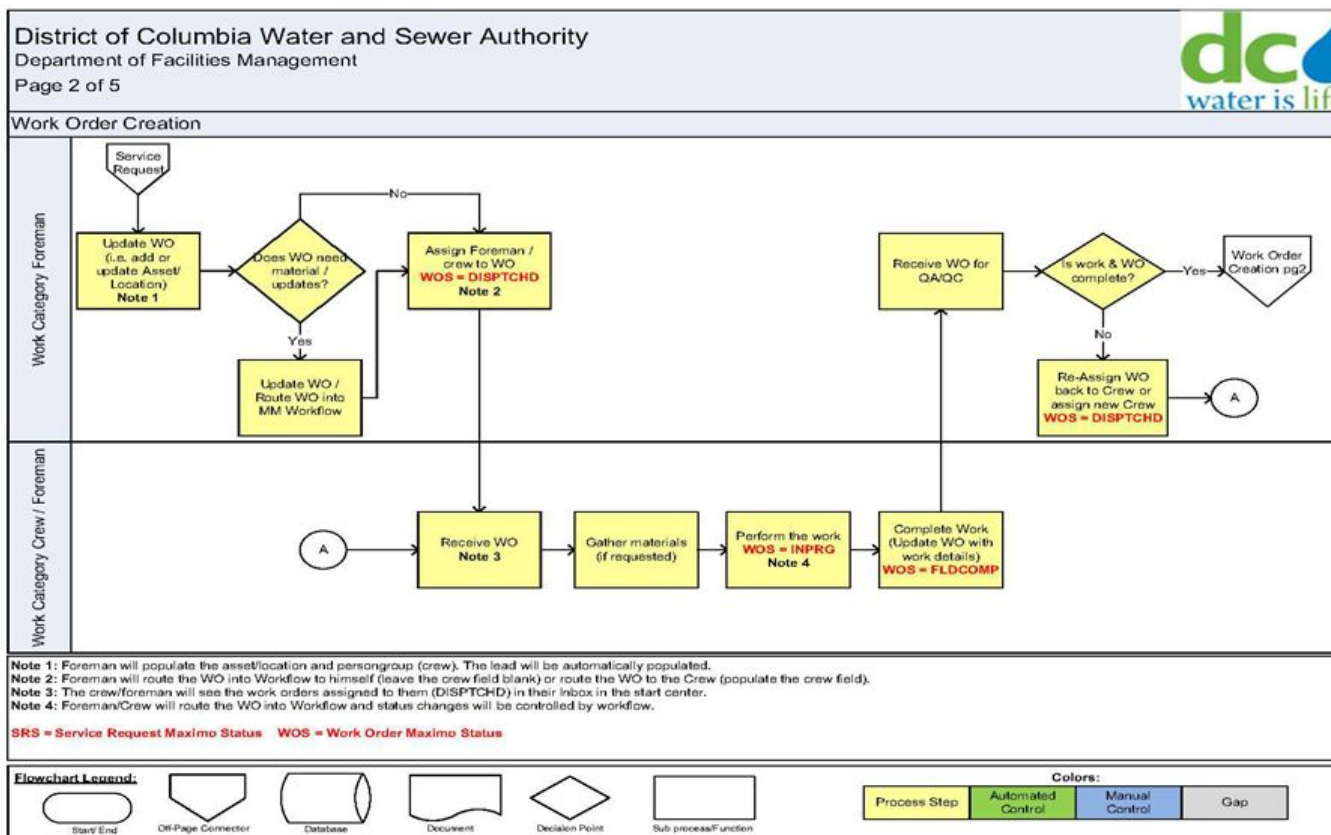 District of Columbia Water and Sewer Authority
Department of Facilities Management
Page 2 of 5
dc
water is lif
Work Order Creation
Work Category Foreman
Service
Request
Update WO
(i.e. add or
update Asset/
Location)
Note 1
Does WO need
material /
updates?
No
Yes
Update WO /
Route WO into
MM Workflow
Assign Foreman /
crew to WO
WOS = DISPTCHD
Note 2
Receive WO for
QA/QC
Is work & WO
complete?
Yes
Work Order
Creation pg2
No
Re-Assign WO
back to Crew or
assign new Crew
WOS = DISPTCHD
A
Work Category Crew / Foreman
A
Receive WO
Note 3
Gather materials
(if requested)
Perform the work
WOS = INPRG
Note 4
Complete Work
(Update WO with
work details)
WOS = FLDCOMP
Note 1: Foreman will populate the asset/location and persongroup (crew). The lead will be automatically populated.
Note 2: Foreman will route the WO into Workflow to himself (leave the crew field blank) or route the WO to the Crew (populate the crew field).
Note 3: The crew/foreman will see the work orders assigned to them (DISPTCHD) in their Inbox in the start center.
Note 4: Foreman/Crew will route the WO into Workflow and status changes will be controlled by workflow.
SRS = Service Request Maximo Status WOS = Work Order Maximo Status
Flowchart Legend:
Start/ End
Off-Page Connector
Database
Document
Decision Point
Sub process/Function
Colors:
Process Step
Automated
Control
Manual
Control
Gap